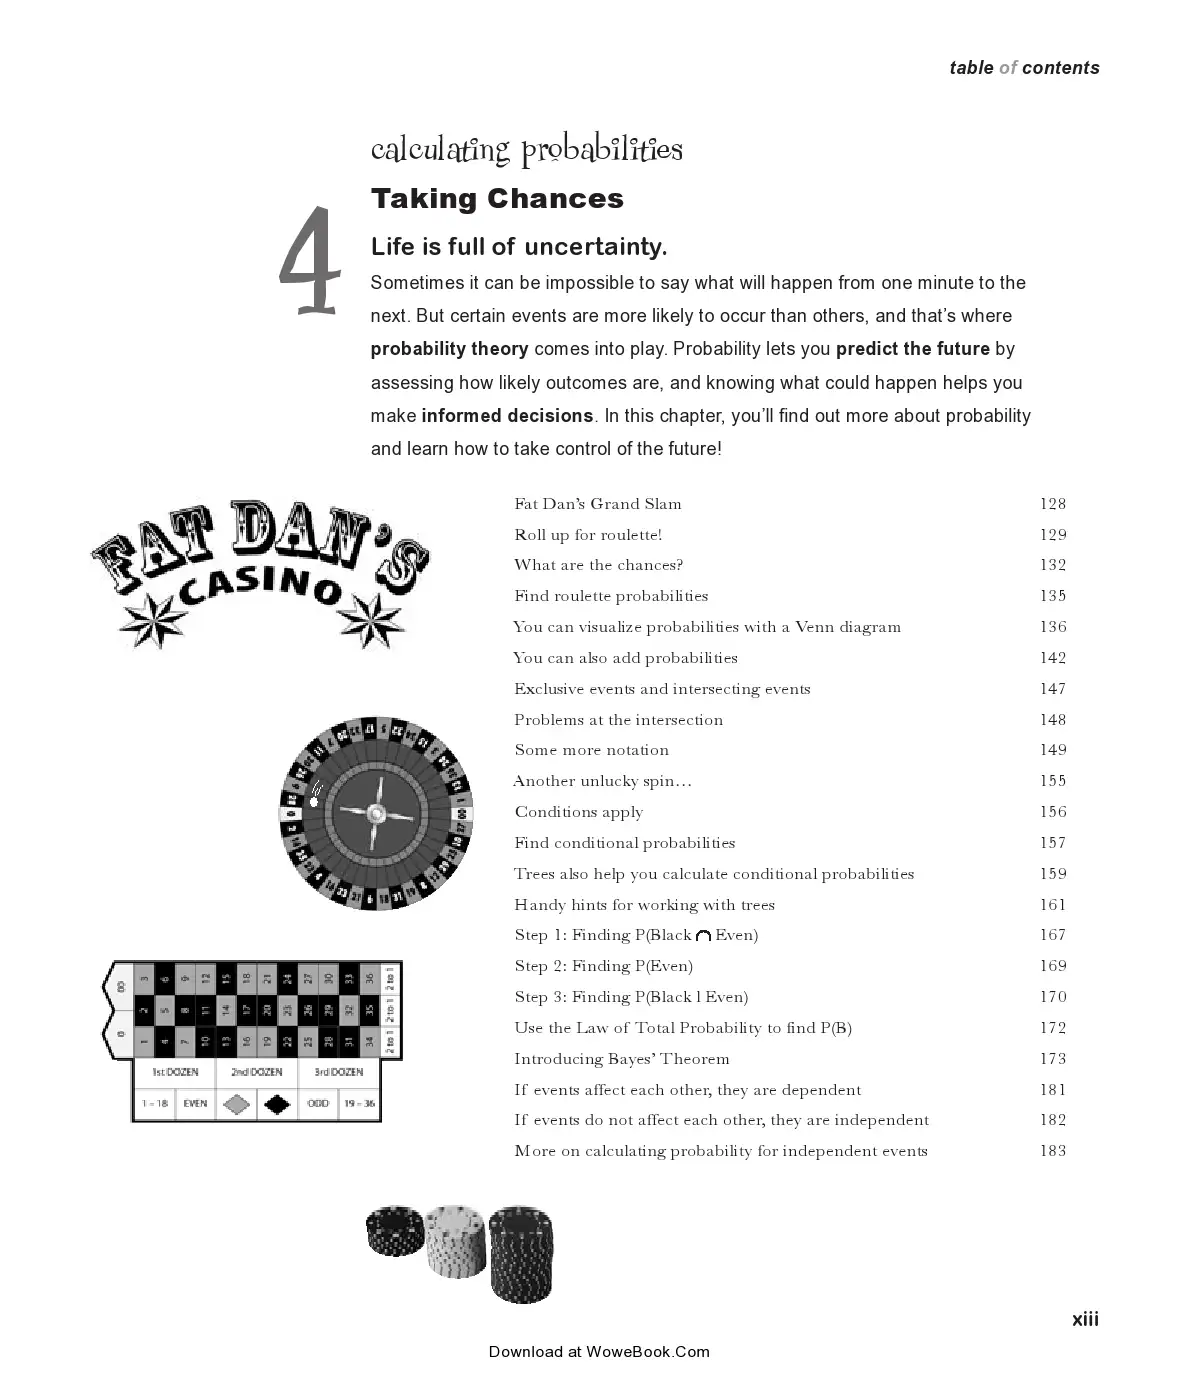 table of contents
calculating probabilities
4
Taking Chances
Life is full of uncertainty.
Sometimes it can be impossible to say what will happen from one minute to the
next. But certain events are more likely to occur than others, and that’s where
probability theory comes into play. Probability lets you predict the future by
assessing how likely outcomes are, and knowing what could happen helps you
make informed decisions. In this chapter, you’ll find out more about probability
and learn how to take control of the future!
FAT DAN’S
CASINO
Fat Dan’s Grand Slam 128
Roll up for roulette! 129
What are the chances? 132
Find roulette probabilities 135
You can visualize probabilities with a Venn diagram 136
You can also add probabilities 142
Exclusive events and intersecting events 147
Problems at the intersection 148
Some more notation 149
Another unlucky spin… 155
Conditions apply 156
Find conditional probabilities 157
Trees also help you calculate conditional probabilities 159
Handy hints for working with trees 161
Step 1: Finding P(Black ∩ Even) 167
Step 2: Finding P(Even) 169
Step 3: Finding P(Black l Even) 170
Use the Law of Total Probability to find P(B) 172
Introducing Bayes’ Theorem 173
If events affect each other, they are dependent 181
If events do not affect each other, they are independent 182
More on calculating probability for independent events 183
00 3 6 9 12 15 18 21 24 27 30 33 36 2 to 1
2 5 8 11 14 17 20 23 26 29 32 35 2 to 1
0 1 4 7 10 13 16 19 22 25 28 31 34 2 to 1
1st DOZEN 2nd DOZEN 3rd DOZEN
1 - 18 EVEN ODD 19 - 36
xiii
Download at WoweBook.Com